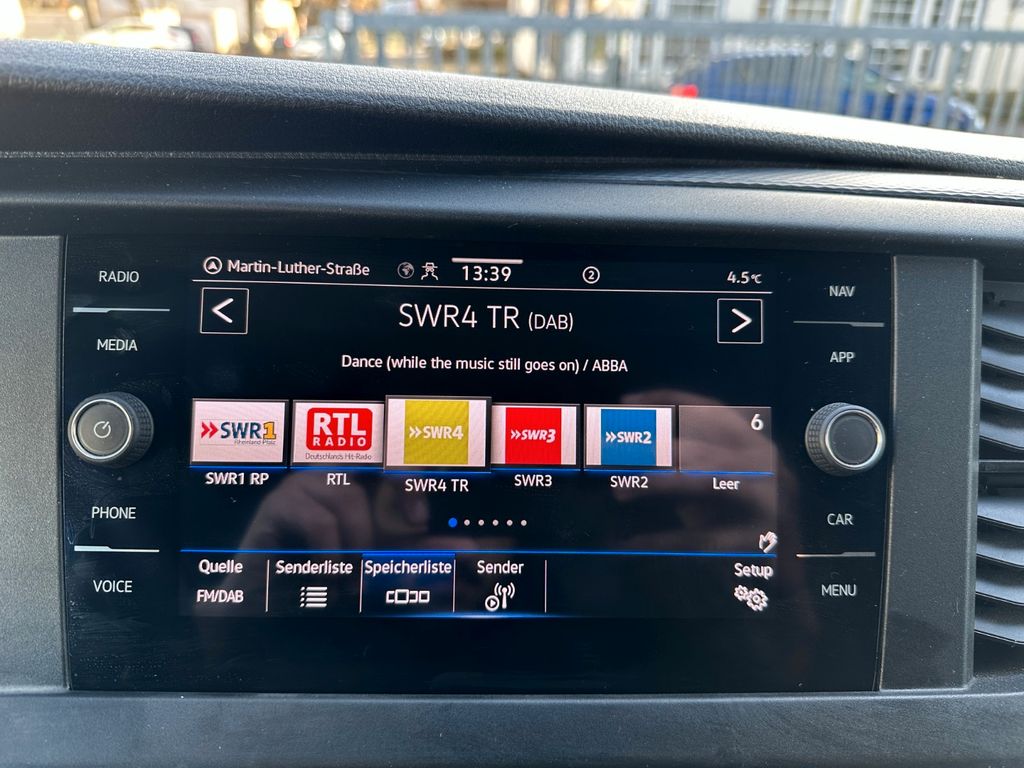 RADIO
MEDIA
PHONE
VOICE
Martin-Luther-Straße
13:39
2
4.5°C
<
SWR4 TR (DAB)
>
Dance (while the music still goes on) / ABBA
SWR1
Rheinland-Pfalz
RTL
RADIO
Deutschlands Hit-Radio
SWR4
SWR3
SWR2
6
SWR1 RP
RTL
SWR4 TR
SWR3
SWR2
Leer
Quelle
FM/DAB
Senderliste
Speicherliste
Sender
Setup
NAV
APP
CAR
MENU